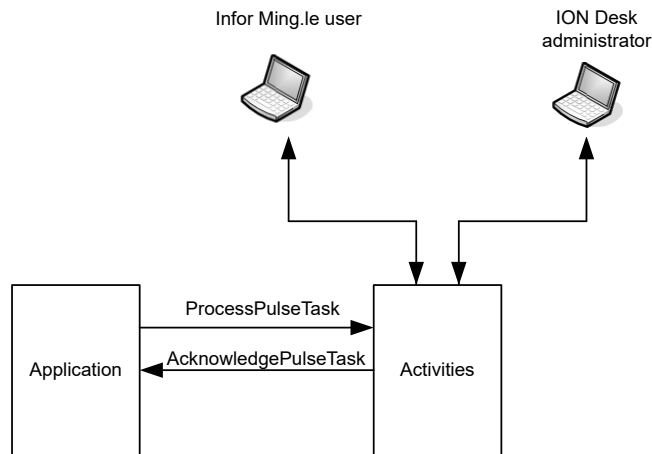 Infor Ming.le user
ION Desk
administrator
ProcessPulseTask
AcknowledgePulseTask
Application
Activities